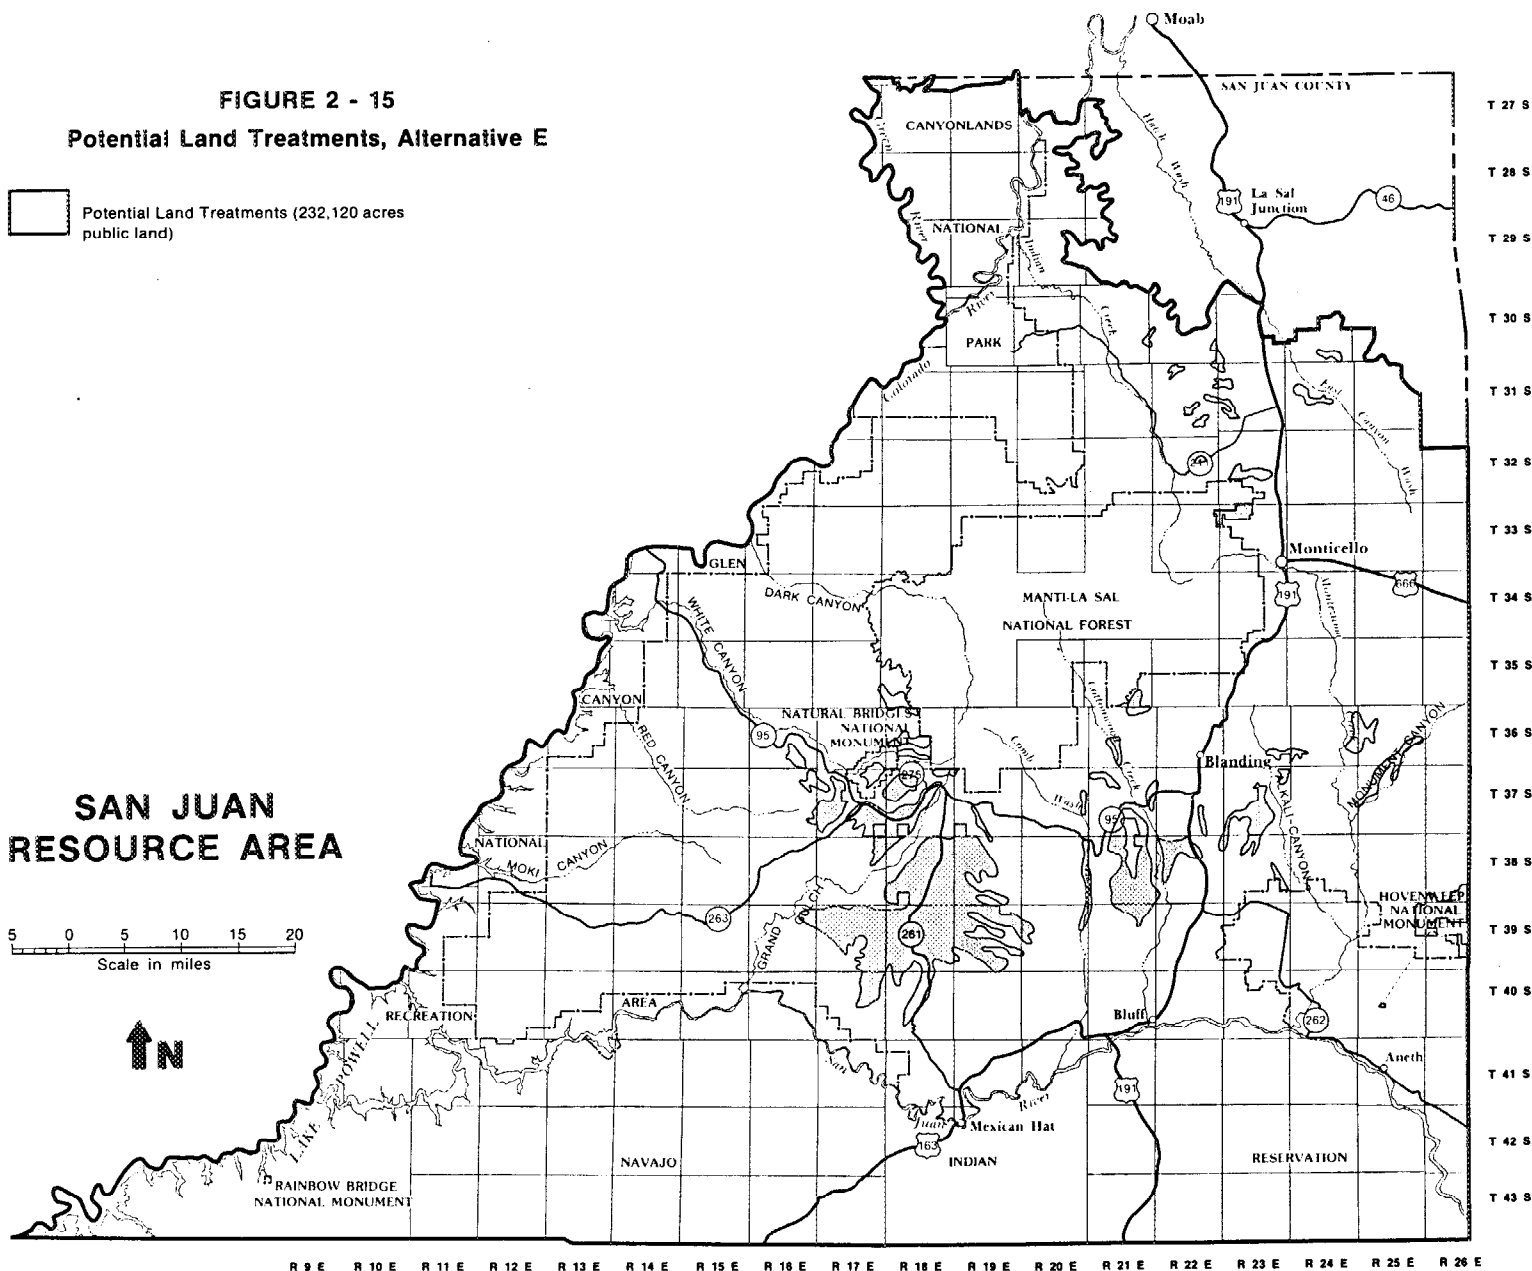 FIGURE 2 - 15
Potential Land Treatments, Alternative E
Potential Land Treatments (232,120 acres
public land)
Moab
SAN JUAN COUNTY
T 27 S
CANYONLANDS
Green
Hatch
Wash
T 28 S
191
La Sal
Junction
46
River
NATIONAL
Indian
T 29 S
River
Creek
T 30 S
PARK
Colorado
East
Canyon
Wash
T 31 S
T 32 S
T 33 S
Monticello
GLEN
DARK CANYON
MANTI-LA SAL
NATIONAL FOREST
191
666
Montezuma
T 34 S
WHITE CANYON
T 35 S
CANYON
Cottonwood
Creek
NATURAL BRIDGES
NATIONAL
MONUMENT
RED CANYON
95
Comb
Wash
275
Blanding
MONUMENT CANYON
T 36 S
SAN JUAN
RESOURCE AREA
T 37 S
95
ALKALI CANYON
NATIONAL
MOKI CANYON
T 38 S
263
GRAND GULCH
261
HOVENWEEP
NATIONAL
MONUMENT
T 39 S
5 0 5 10 15 20
Scale in miles
AREA
RECREATION
T 40 S
Bluff
262
N
LAKE POWELL
San
Juan
River
191
Aneth
T 41 S
Mexican Hat
163
T 42 S
NAVAJO
INDIAN
RESERVATION
RAINBOW BRIDGE
NATIONAL MONUMENT
T 43 S
R 9 E R 10 E R 11 E R 12 E R 13 E R 14 E R 15 E R 16 E R 17 E R 18 E R 19 E R 20 E R 21 E R 22 E R 23 E R 24 E R 25 E R 26 E